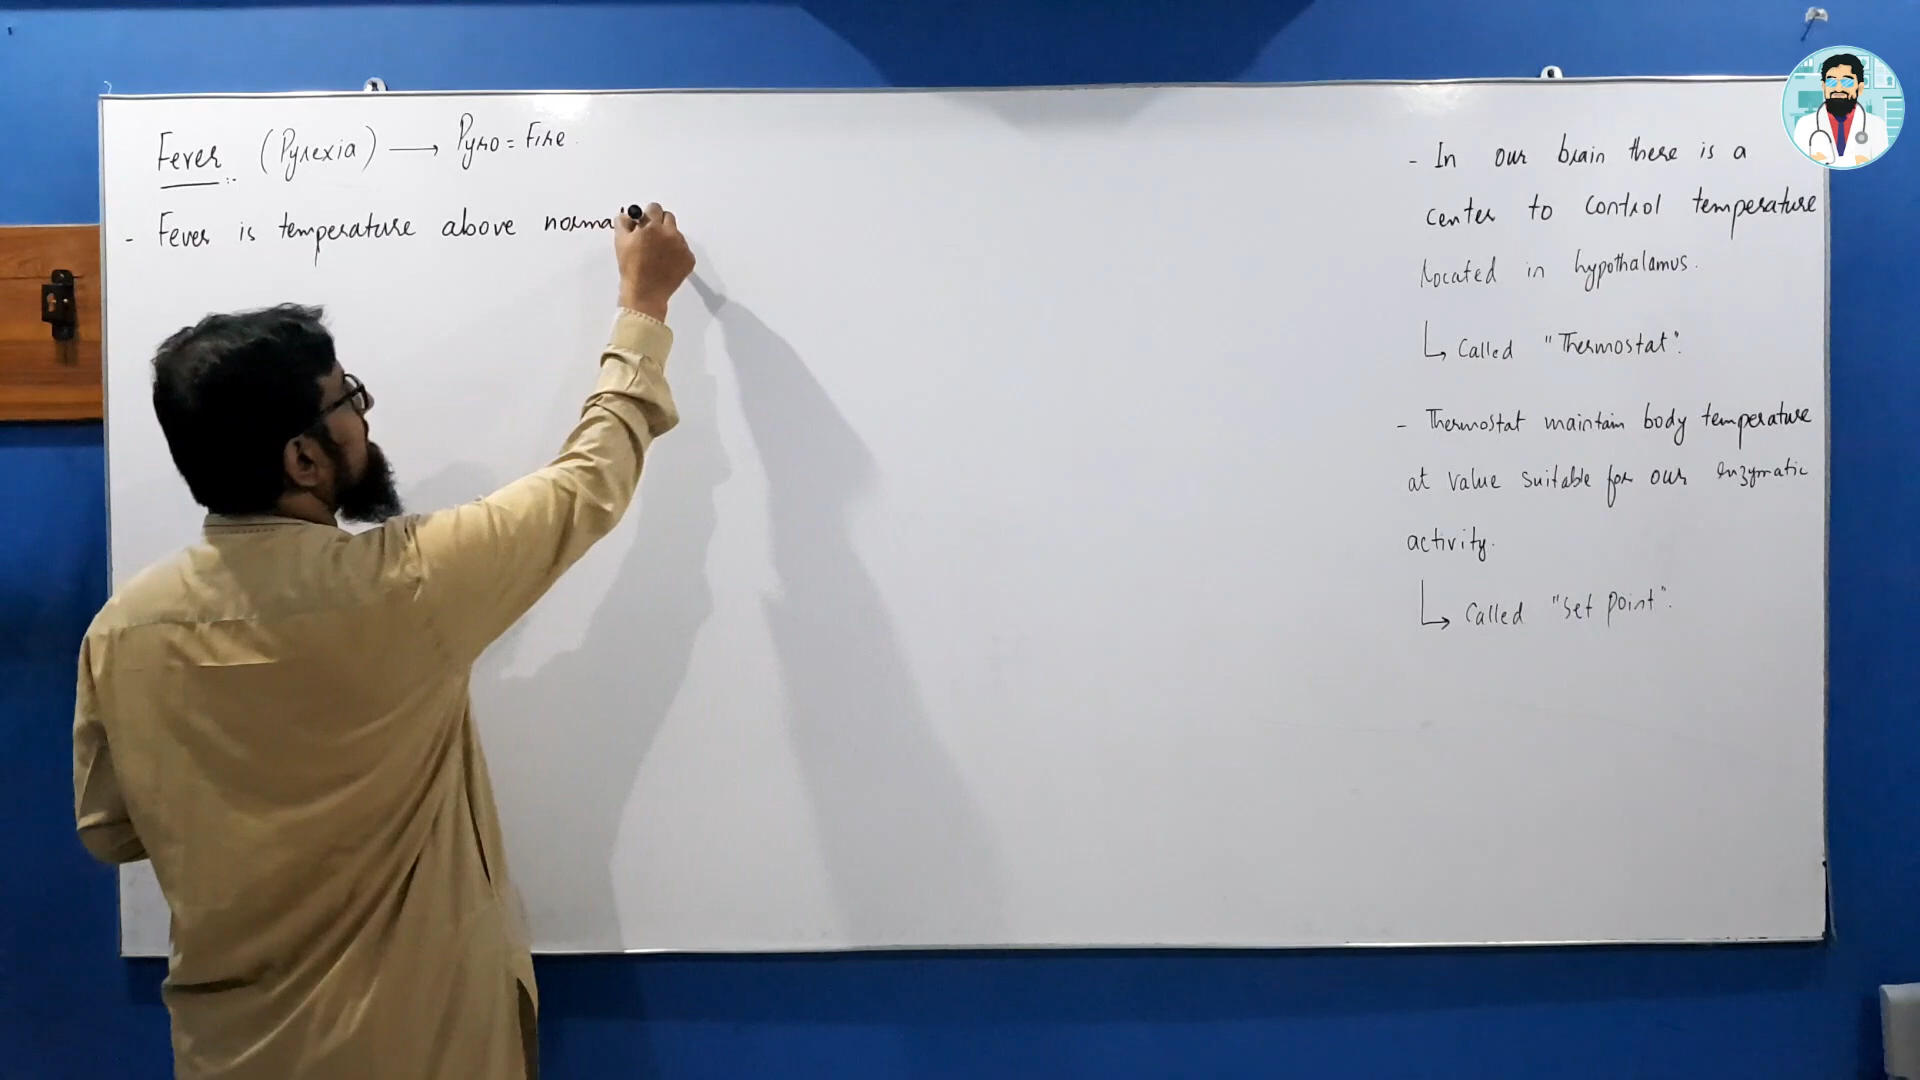 Fever (Pyrexia) → Pyro = Fire
- Fever is temperature above norma
- In our brain there is a
center to control temperature
located in hypothalamus.
↳ Called "Thermostat".
- Thermostat maintain body temperature
at value suitable for our enzymatic
activity.
↳ Called "Set point".